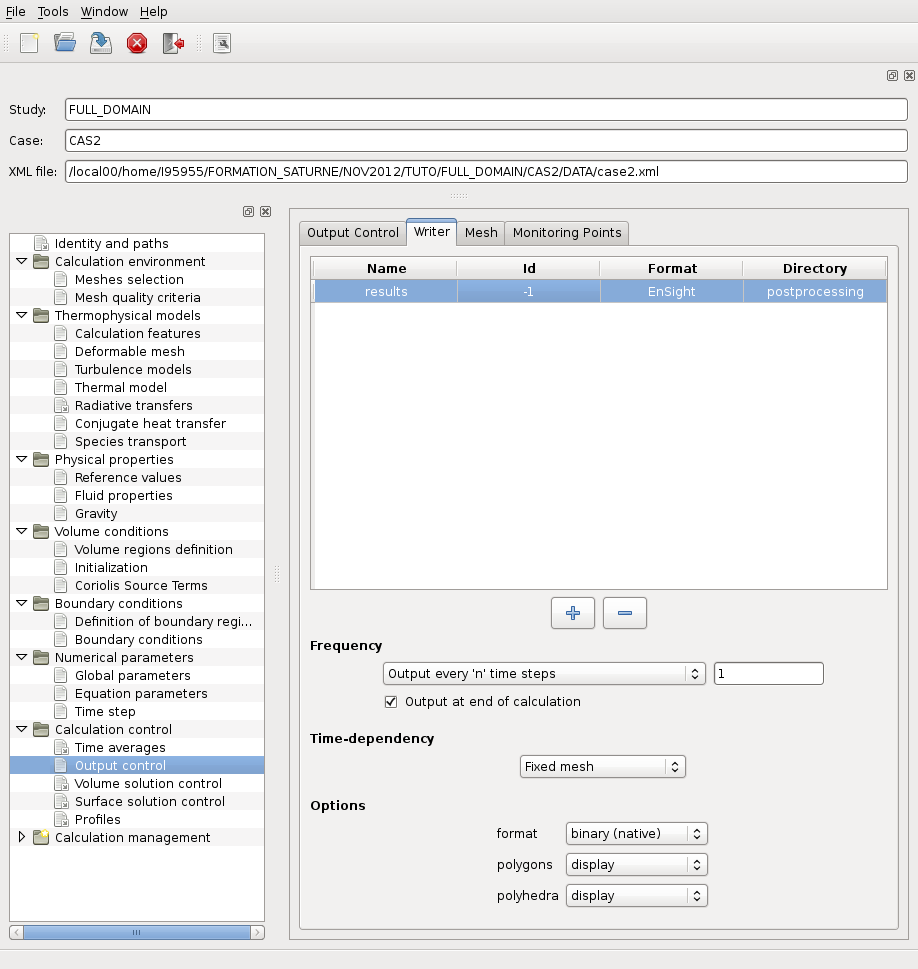 File Tools Window Help
Study: FULL_DOMAIN
Case: CAS2
XML file: /local00/home/I95955/FORMATION_SATURNE/NOV2012/TUTO/FULL_DOMAIN/CAS2/DATA/case2.xml
Identity and paths
Calculation environment
Meshes selection
Mesh quality criteria
Thermophysical models
Calculation features
Deformable mesh
Turbulence models
Thermal model
Radiative transfers
Conjugate heat transfer
Species transport
Physical properties
Reference values
Fluid properties
Gravity
Volume conditions
Volume regions definition
Initialization
Coriolis Source Terms
Boundary conditions
Definition of boundary regi...
Boundary conditions
Numerical parameters
Global parameters
Equation parameters
Time step
Calculation control
Time averages
Output control
Volume solution control
Surface solution control
Profiles
Calculation management
Output Control Writer Mesh Monitoring Points
Name Id Format Directory
results -1 EnSight postprocessing
Frequency
Output every 'n' time steps 1
Output at end of calculation
Time-dependency
Fixed mesh
Options
format binary (native)
polygons display
polyhedra display